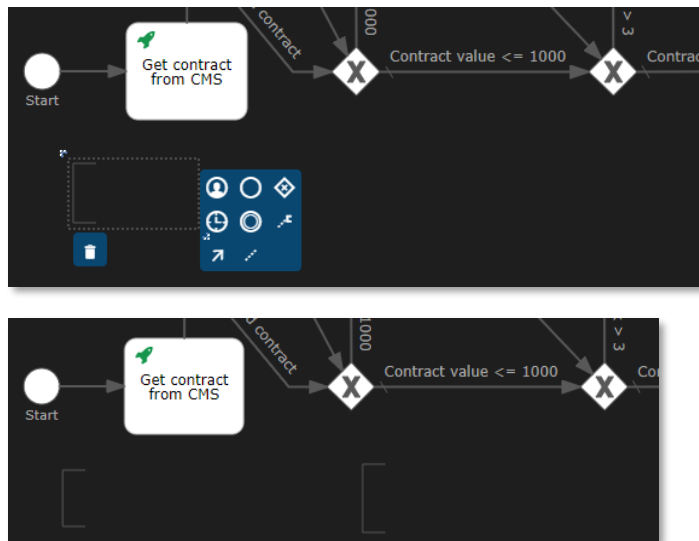 000
> 3
contract
Contract value <= 1000
Contrac
Get contract
from CMS
Start
1000
> 3
d contract
Contract value <= 1000
Co
Get contract
from CMS
Start